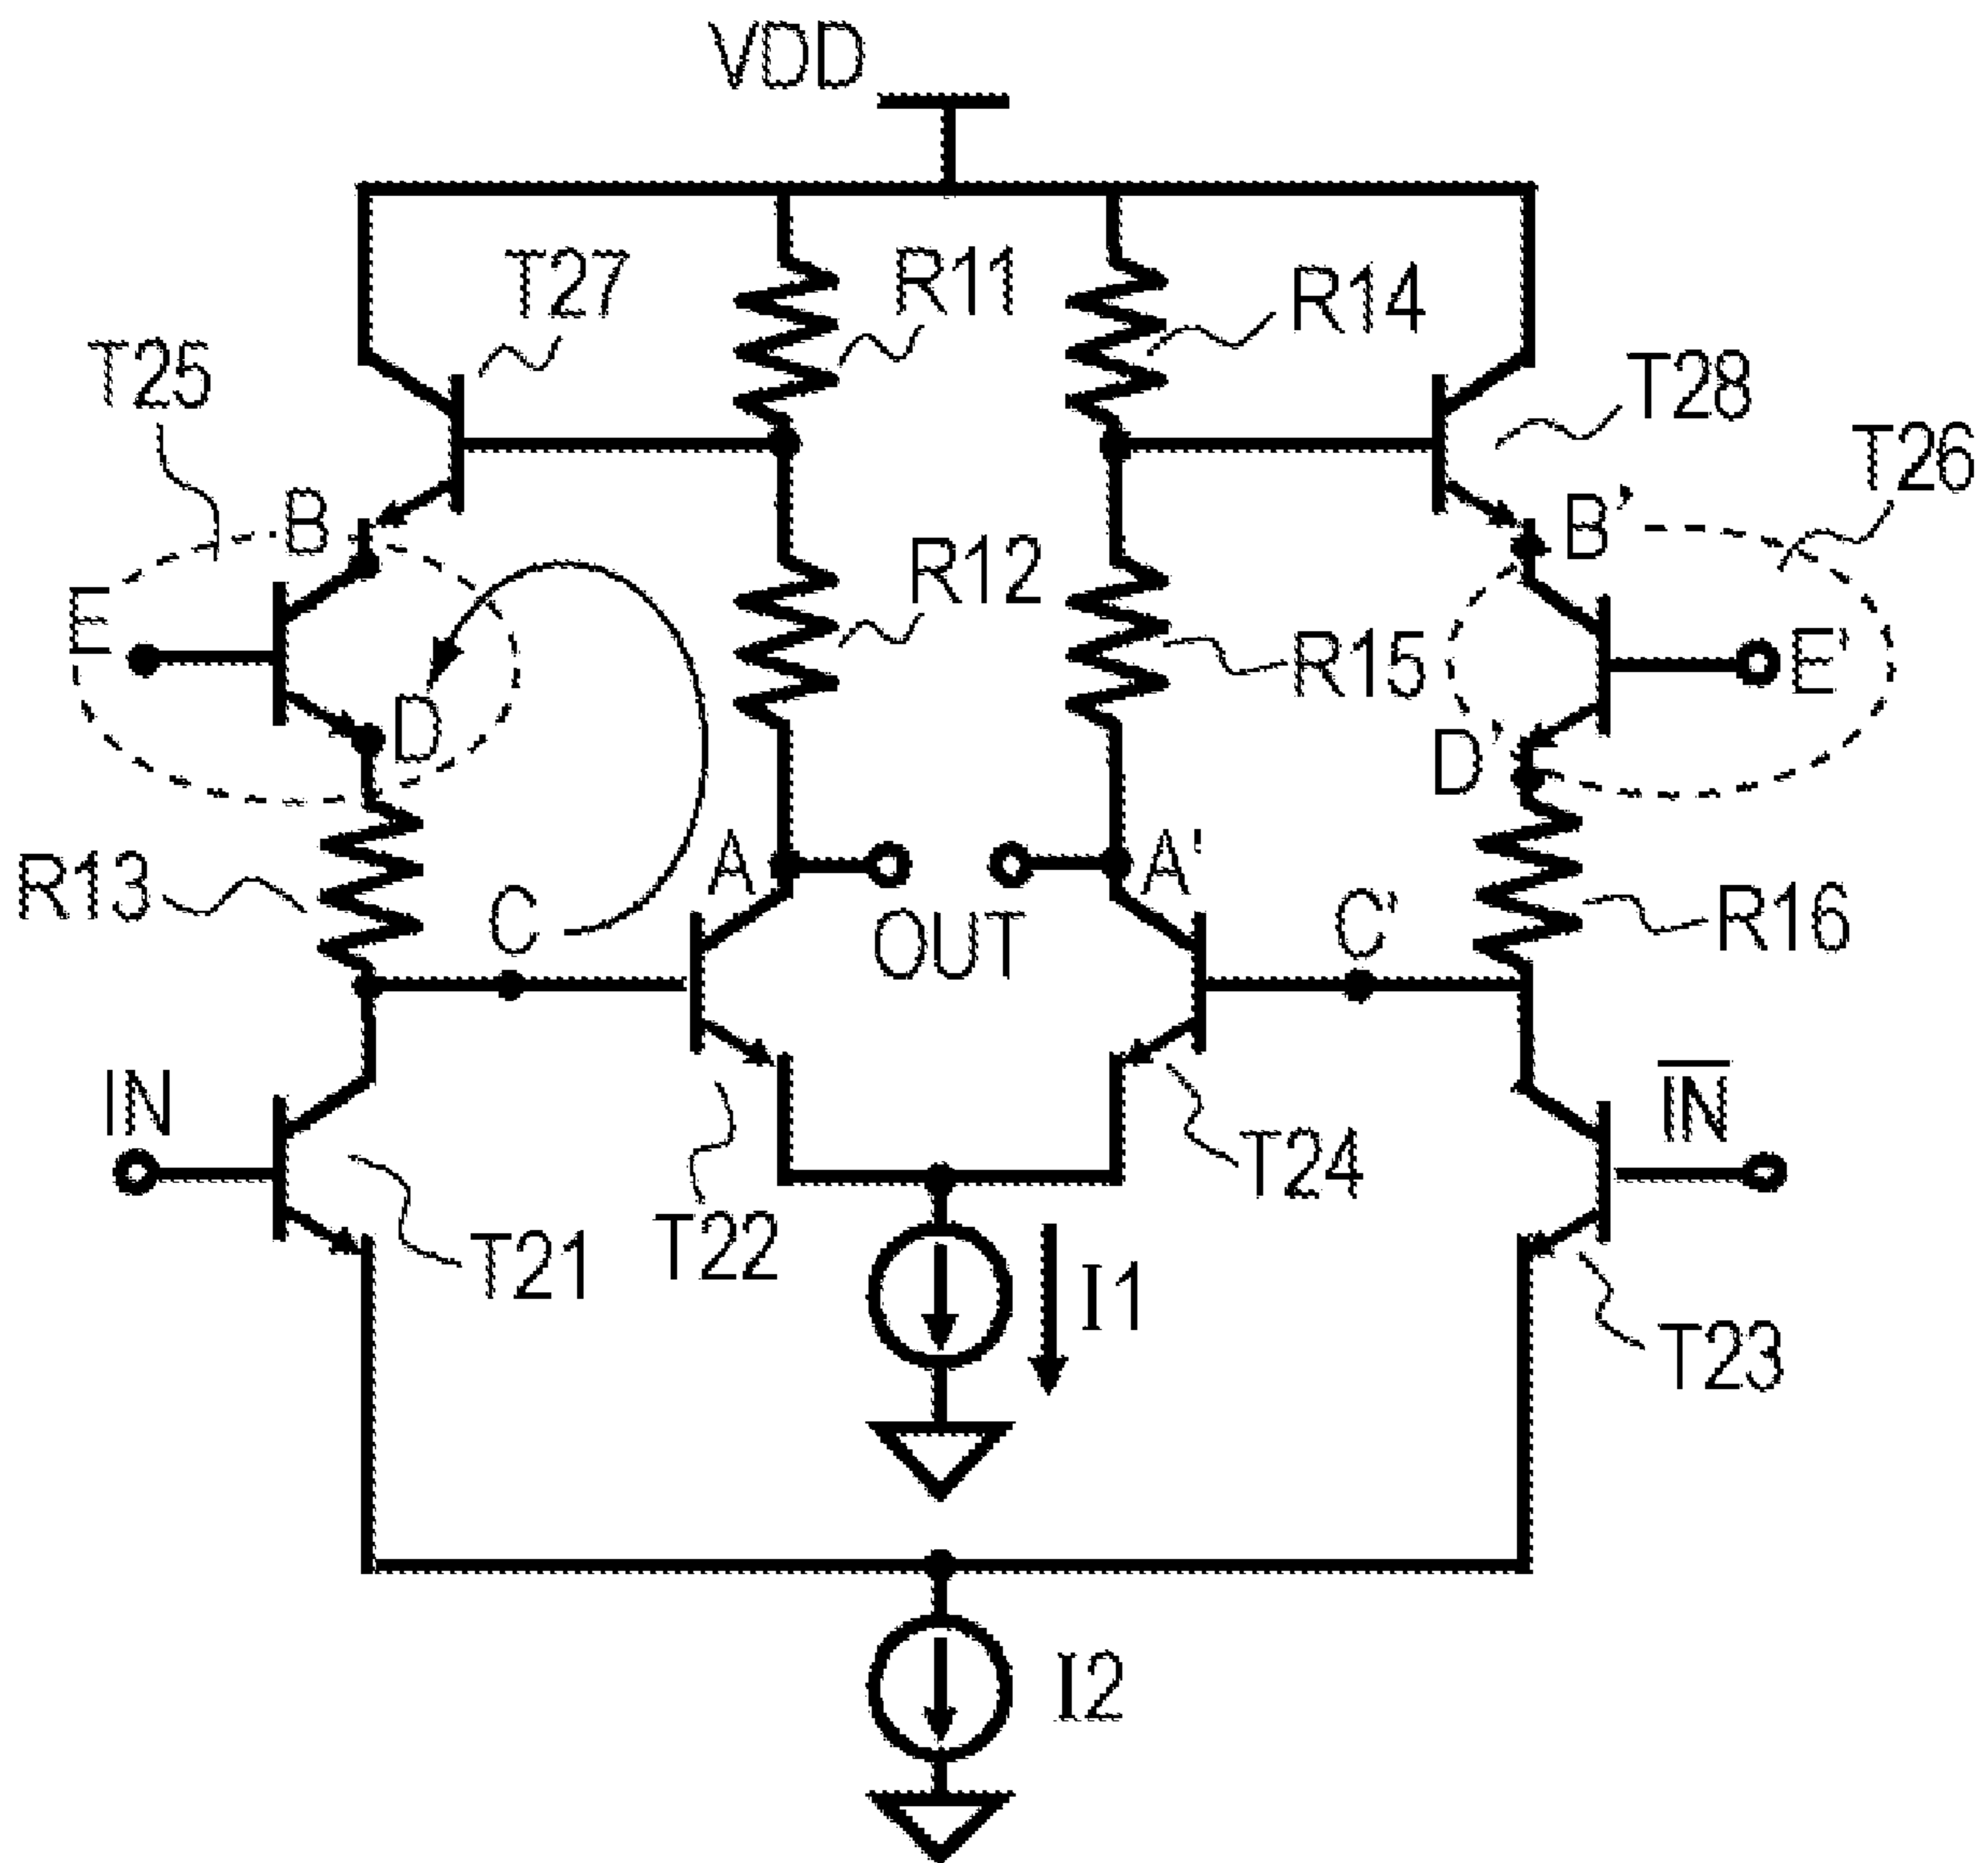 VDD
T27
R11
R14
T25
T28
T26
B
B'
R12
E
R15
E'
D
D'
R13
A
A'
C
OUT
C'
R16
IN
IN
T24
T22
T21
I1
T23
I2